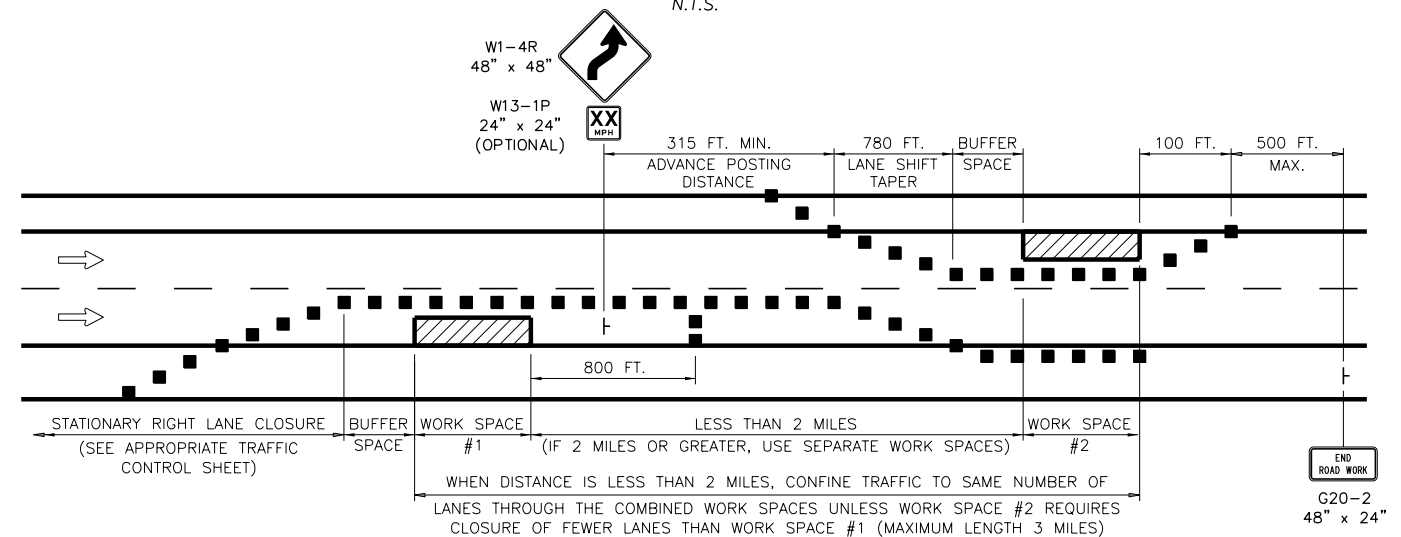 N.T.S.
W1-4R
48" x 48"
W13-1P
24" x 24"
(OPTIONAL)
XX
MPH
315 FT. MIN.
ADVANCE POSTING
DISTANCE
780 FT.
LANE SHIFT
TAPER
BUFFER
SPACE
100 FT.
500 FT.
MAX.
800 FT.
STATIONARY RIGHT LANE CLOSURE
(SEE APPROPRIATE TRAFFIC
CONTROL SHEET)
BUFFER
SPACE
WORK SPACE
#1
LESS THAN 2 MILES
(IF 2 MILES OR GREATER, USE SEPARATE WORK SPACES)
WORK SPACE
#2
WHEN DISTANCE IS LESS THAN 2 MILES, CONFINE TRAFFIC TO SAME NUMBER OF
LANES THROUGH THE COMBINED WORK SPACES UNLESS WORK SPACE #2 REQUIRES
CLOSURE OF FEWER LANES THAN WORK SPACE #1 (MAXIMUM LENGTH 3 MILES)
END
ROAD WORK
G20-2
48" x 24"